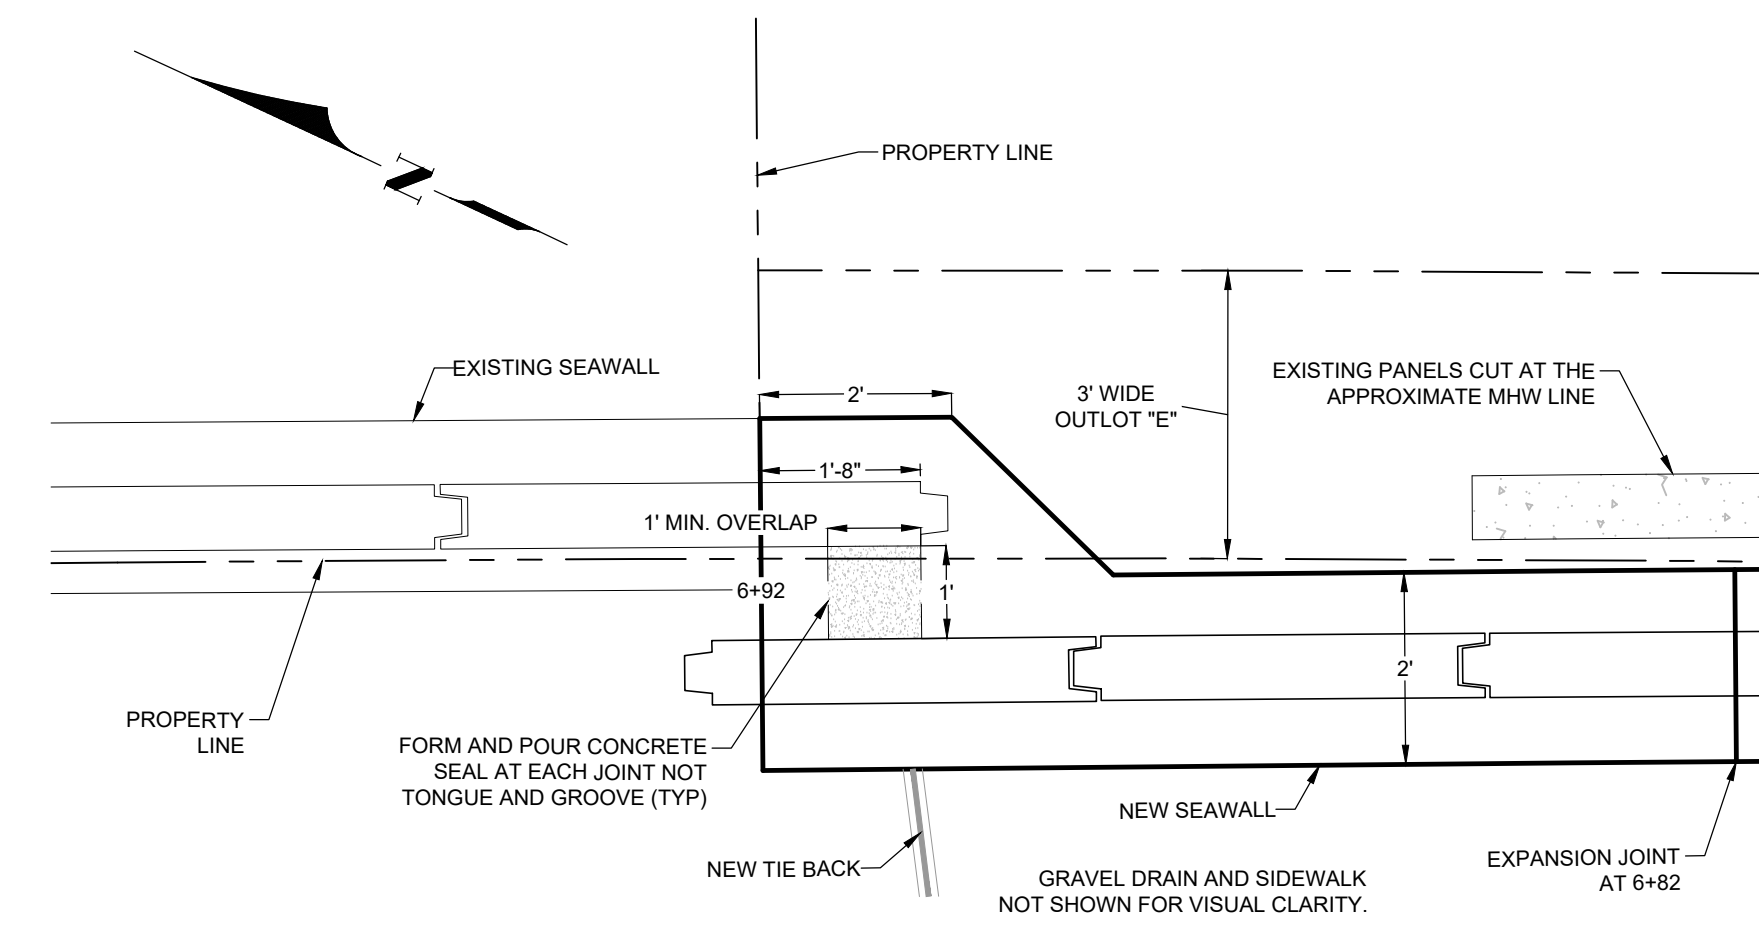 N
PROPERTY LINE
EXISTING SEAWALL
2'
3' WIDE
OUTLOT "E"
EXISTING PANELS CUT AT THE
APPROXIMATE MHW LINE
1'-8"
1' MIN. OVERLAP
6+92
1'
2'
PROPERTY
LINE
FORM AND POUR CONCRETE
SEAL AT EACH JOINT NOT
TONGUE AND GROOVE (TYP)
NEW SEAWALL
NEW TIE BACK
GRAVEL DRAIN AND SIDEWALK
NOT SHOWN FOR VISUAL CLARITY.
EXPANSION JOINT
AT 6+82